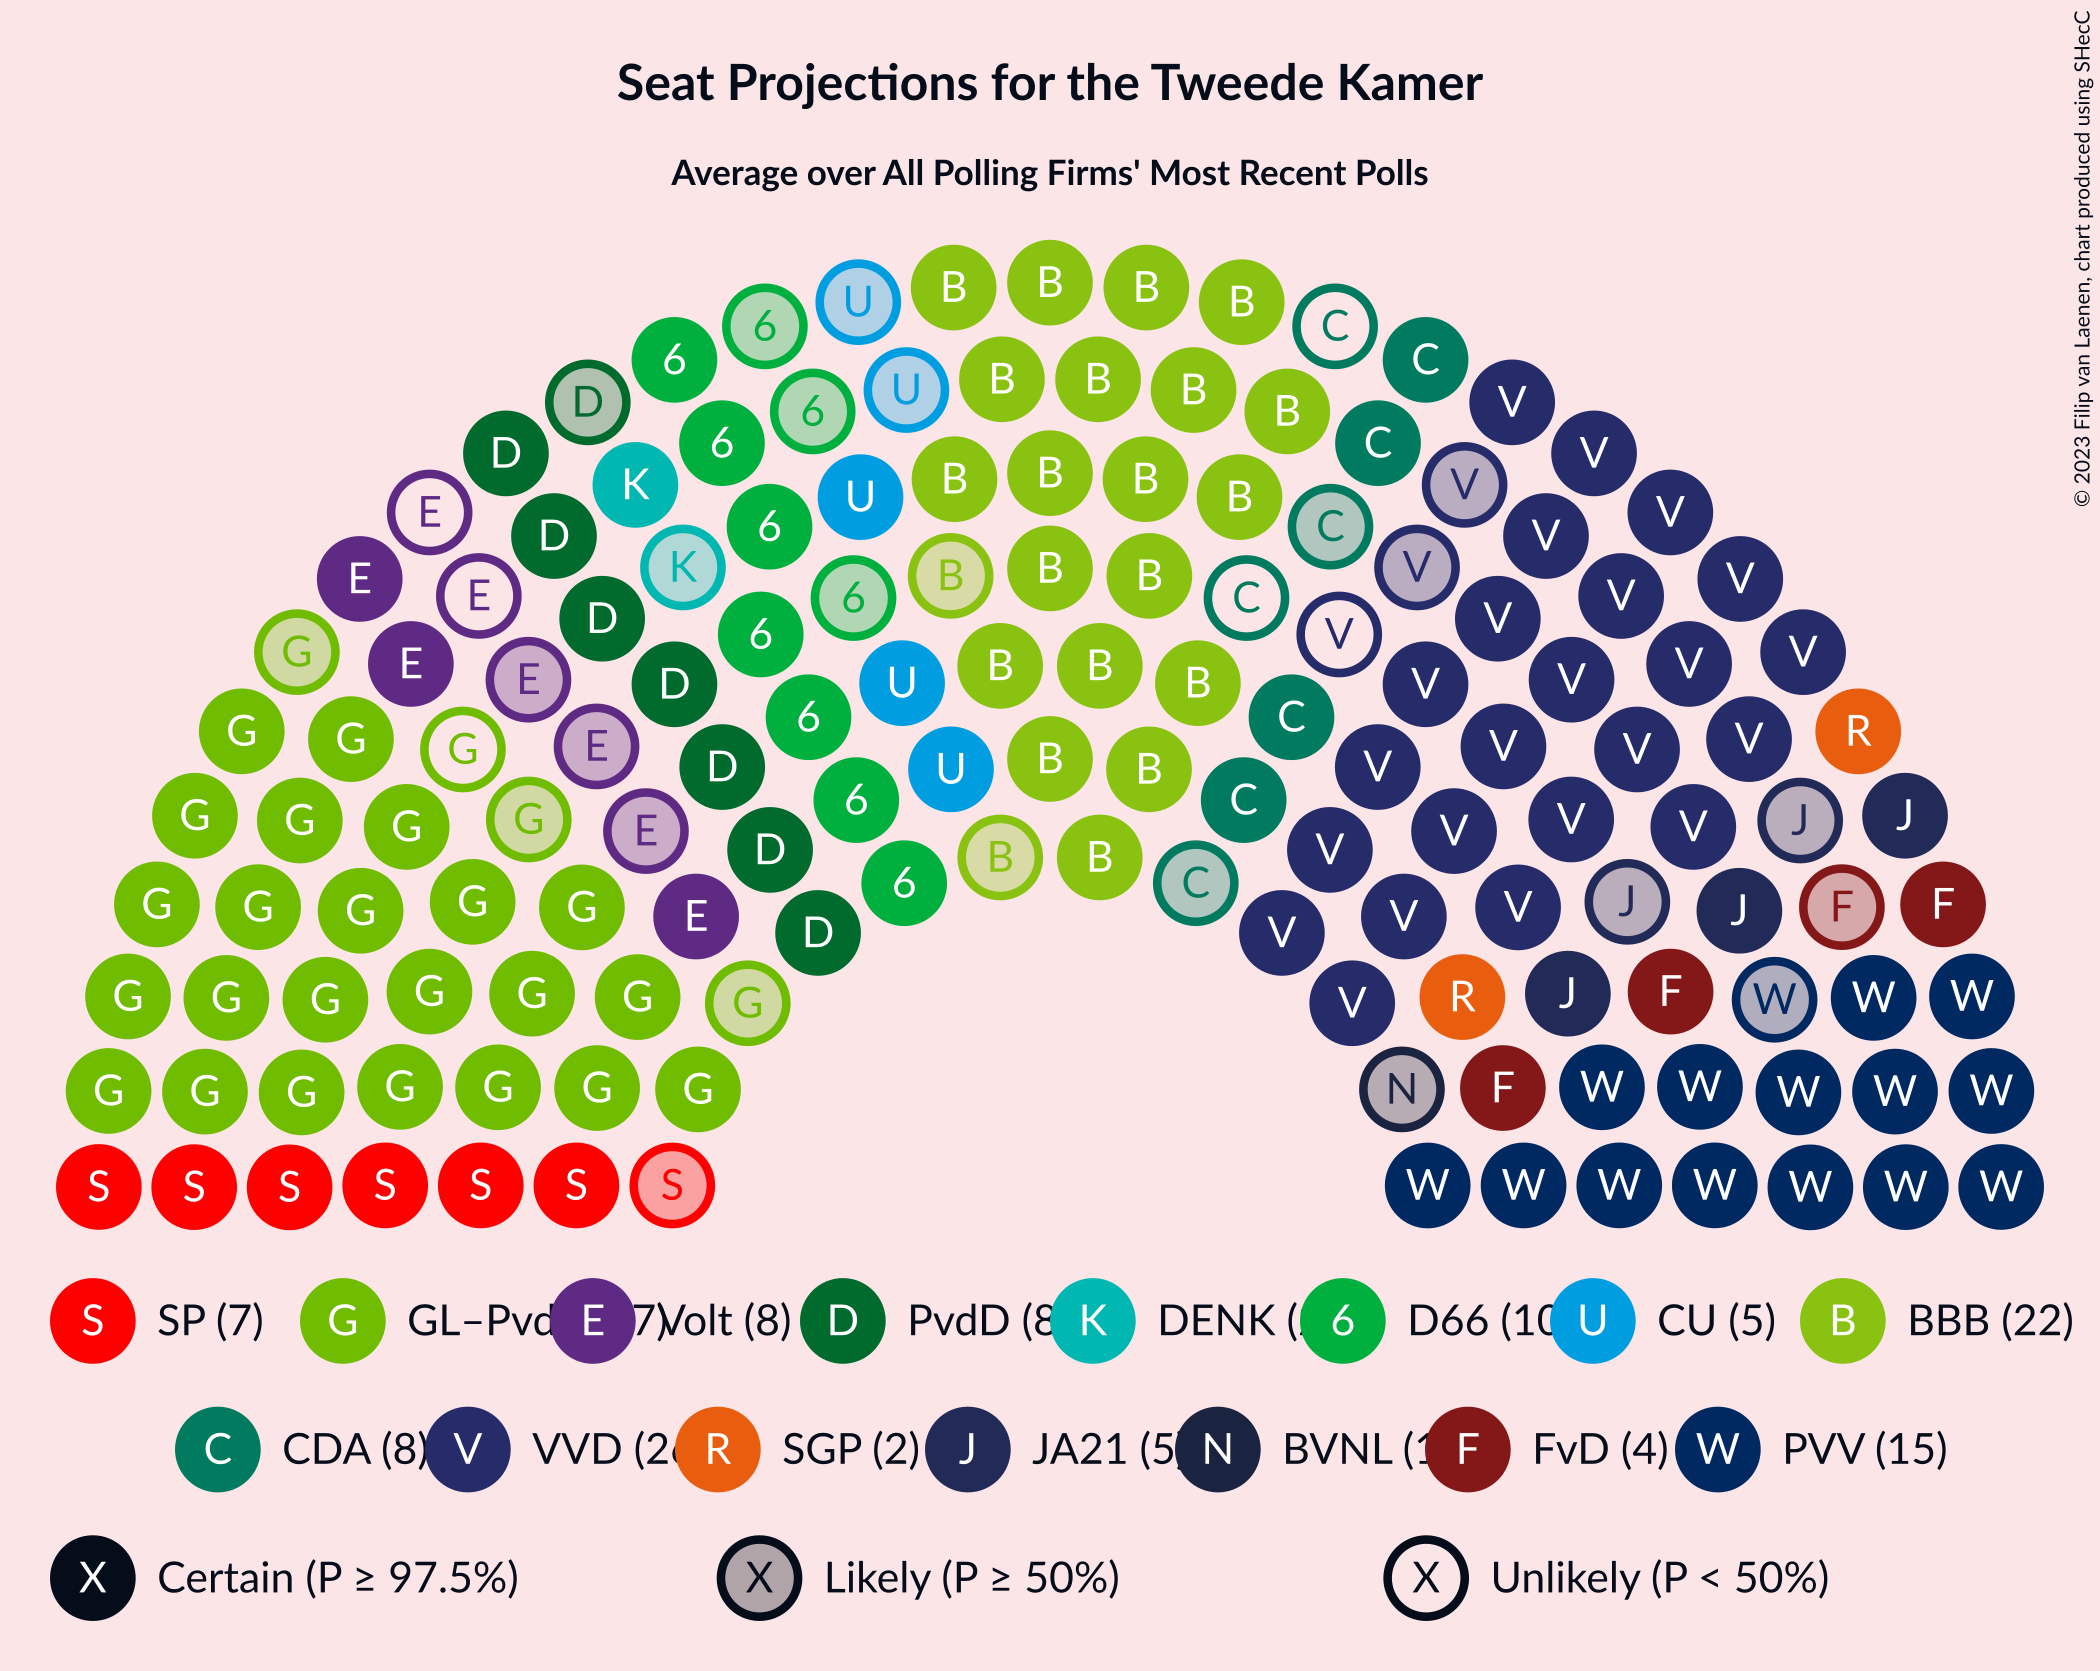 Seat Projections for the Tweede Kamer
Average over All Polling Firms' Most Recent Polls
© 2023 Filip van Laenen, chart produced using SHecC
U B B B B C
6 C
6 V
D U B B B B V
6 C
D 6 V
E K U B B B B V V
6 C
E D K 6 B B B C V V V
E 6 V
G E D 6 U B B B V V V
E D C V
G G G E D 6 U B B C V V V V R
G G G G E D 6 B B C V V V V J J
G G G G G E D 6 V V V J J F F
G G G G G G G V R J F W W W
G G G G G G G N F W W W W W
S S S S S S S W W W W W W W
S SP (7) G GL–Pvd E 7) Volt (8) D PvdD (8 K DENK ( 6 D66 (10 U CU (5) B BBB (22)
C CDA (8) V VVD (26 R SGP (2) J JA21 (5) N BVNL (1 F FvD (4) W PVV (15)
X Certain (P ≥ 97.5%) X Likely (P ≥ 50%) X Unlikely (P < 50%)